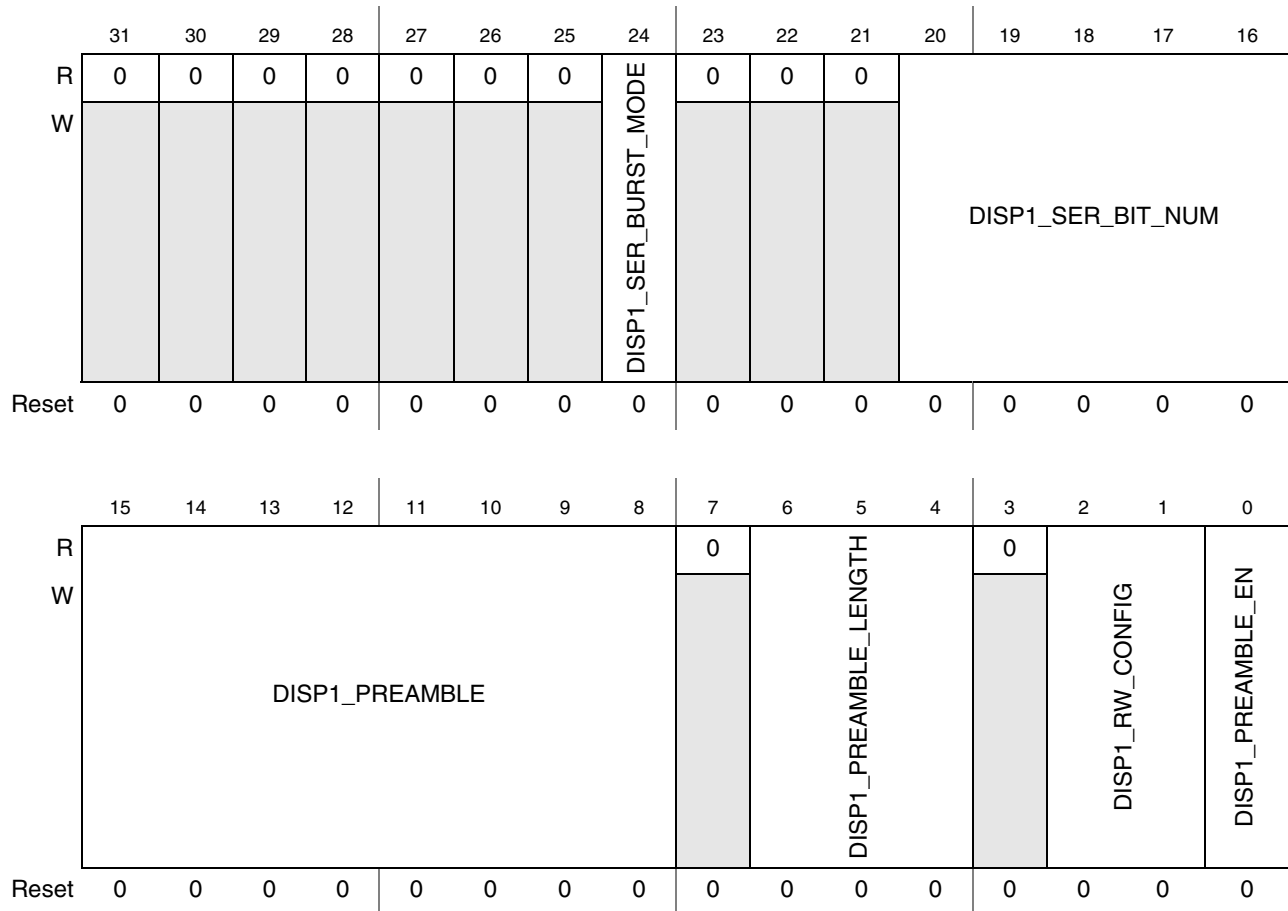 31 30 29 28 27 26 25 24 23 22 21 20 19 18 17 16
R 0 0 0 0 0 0 0 DISP1_SER_BURST_MODE 0 0 0 DISP1_SER_BIT_NUM
W
Reset 0 0 0 0 0 0 0 0 0 0 0 0 0 0 0 0
15 14 13 12 11 10 9 8 7 6 5 4 3 2 1 0
R DISP1_PREAMBLE 0 DISP1_PREAMBLE_LENGTH 0 DISP1_RW_CONFIG DISP1_PREAMBLE_EN
W
Reset 0 0 0 0 0 0 0 0 0 0 0 0 0 0 0 0